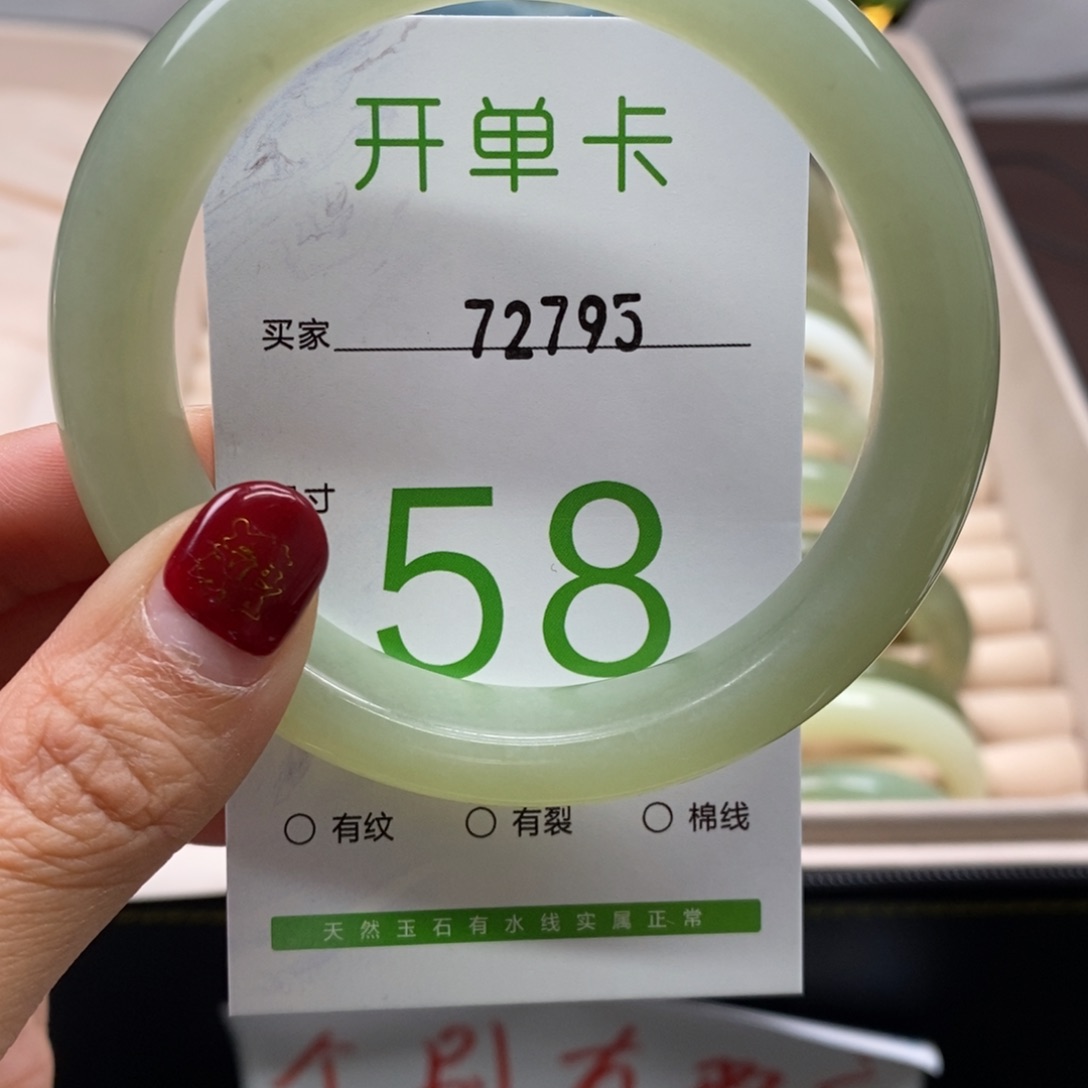 开单卡
买家 72795
寸
58
○ 有纹 ○ 有裂 ○ 棉线
天然玉石有水线实属正常